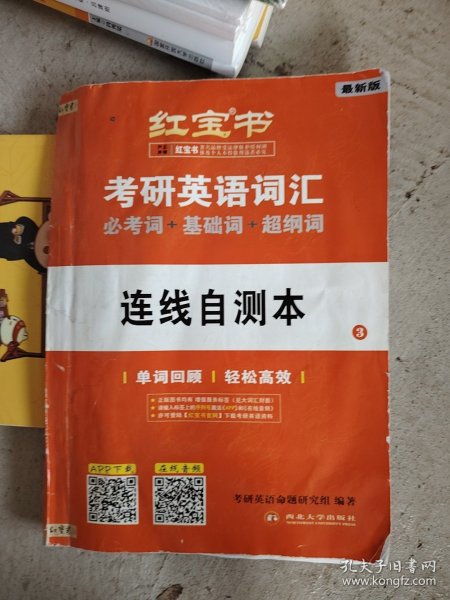 最新版
红宝书
红宝书
考研英语词汇
必考词+基础词+超纲词
连线自测本
3
单词回顾
轻松高效
APP下载
在线音频
考研英语命题研究组 编著
西北大学出版社
孔夫子旧书网
www.kongfz.com